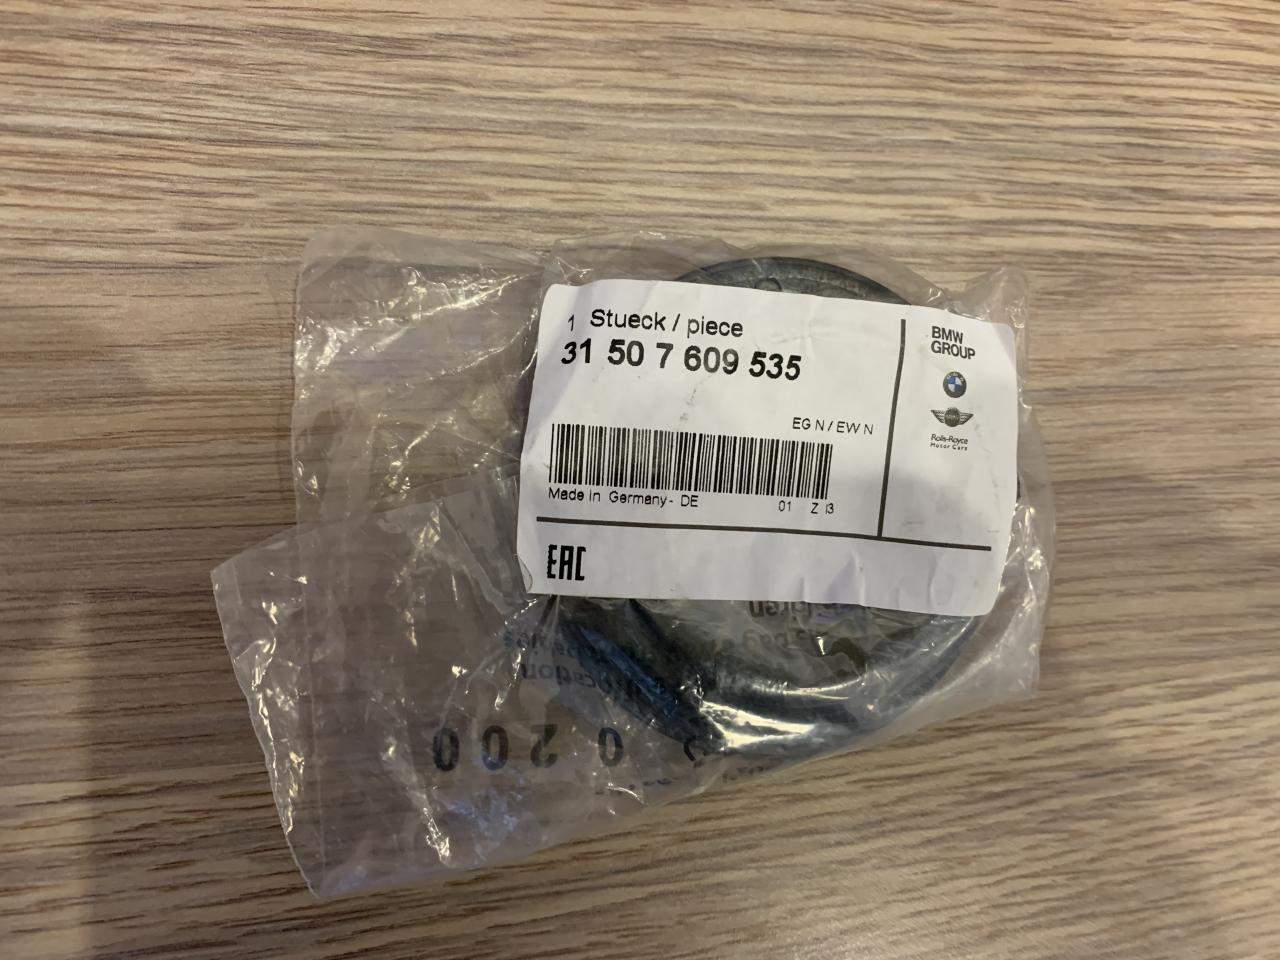 1 Stueck / piece
31 50 7 609 535
EG N / EW N
Made in Germany - DE 01 Z I3
EAC
BMW
GROUP
Rolls-Royce
Motor Cars
0 200